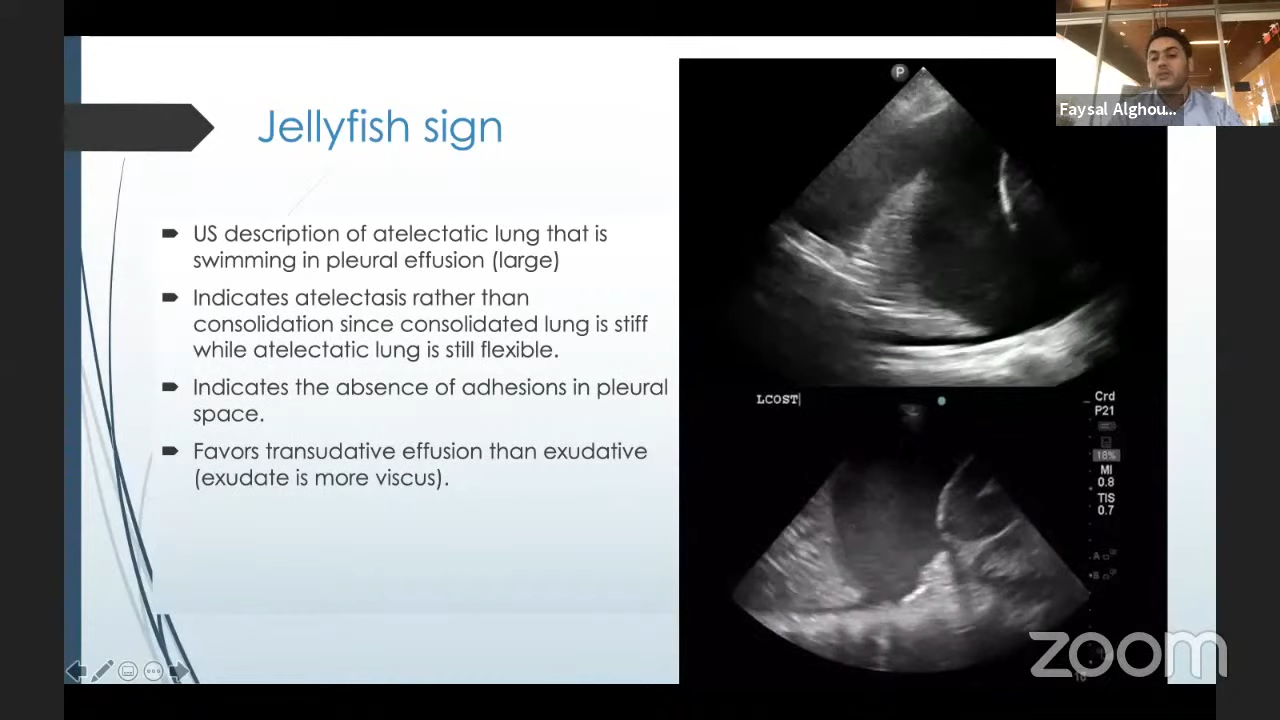 Jellyfish sign
US description of atelectatic lung that is
swimming in pleural effusion (large)
Indicates atelectasis rather than
consolidation since consolidated lung is stiff
while atelectatic lung is still flexible.
Indicates the absence of adhesions in pleural
space.
Favors transudative effusion than exudative
(exudate is more viscus).
P
LCOST
Crd
P21
18%
MI
0.8
TIS
0.7
A
B
Faysal Alghou...
zoom